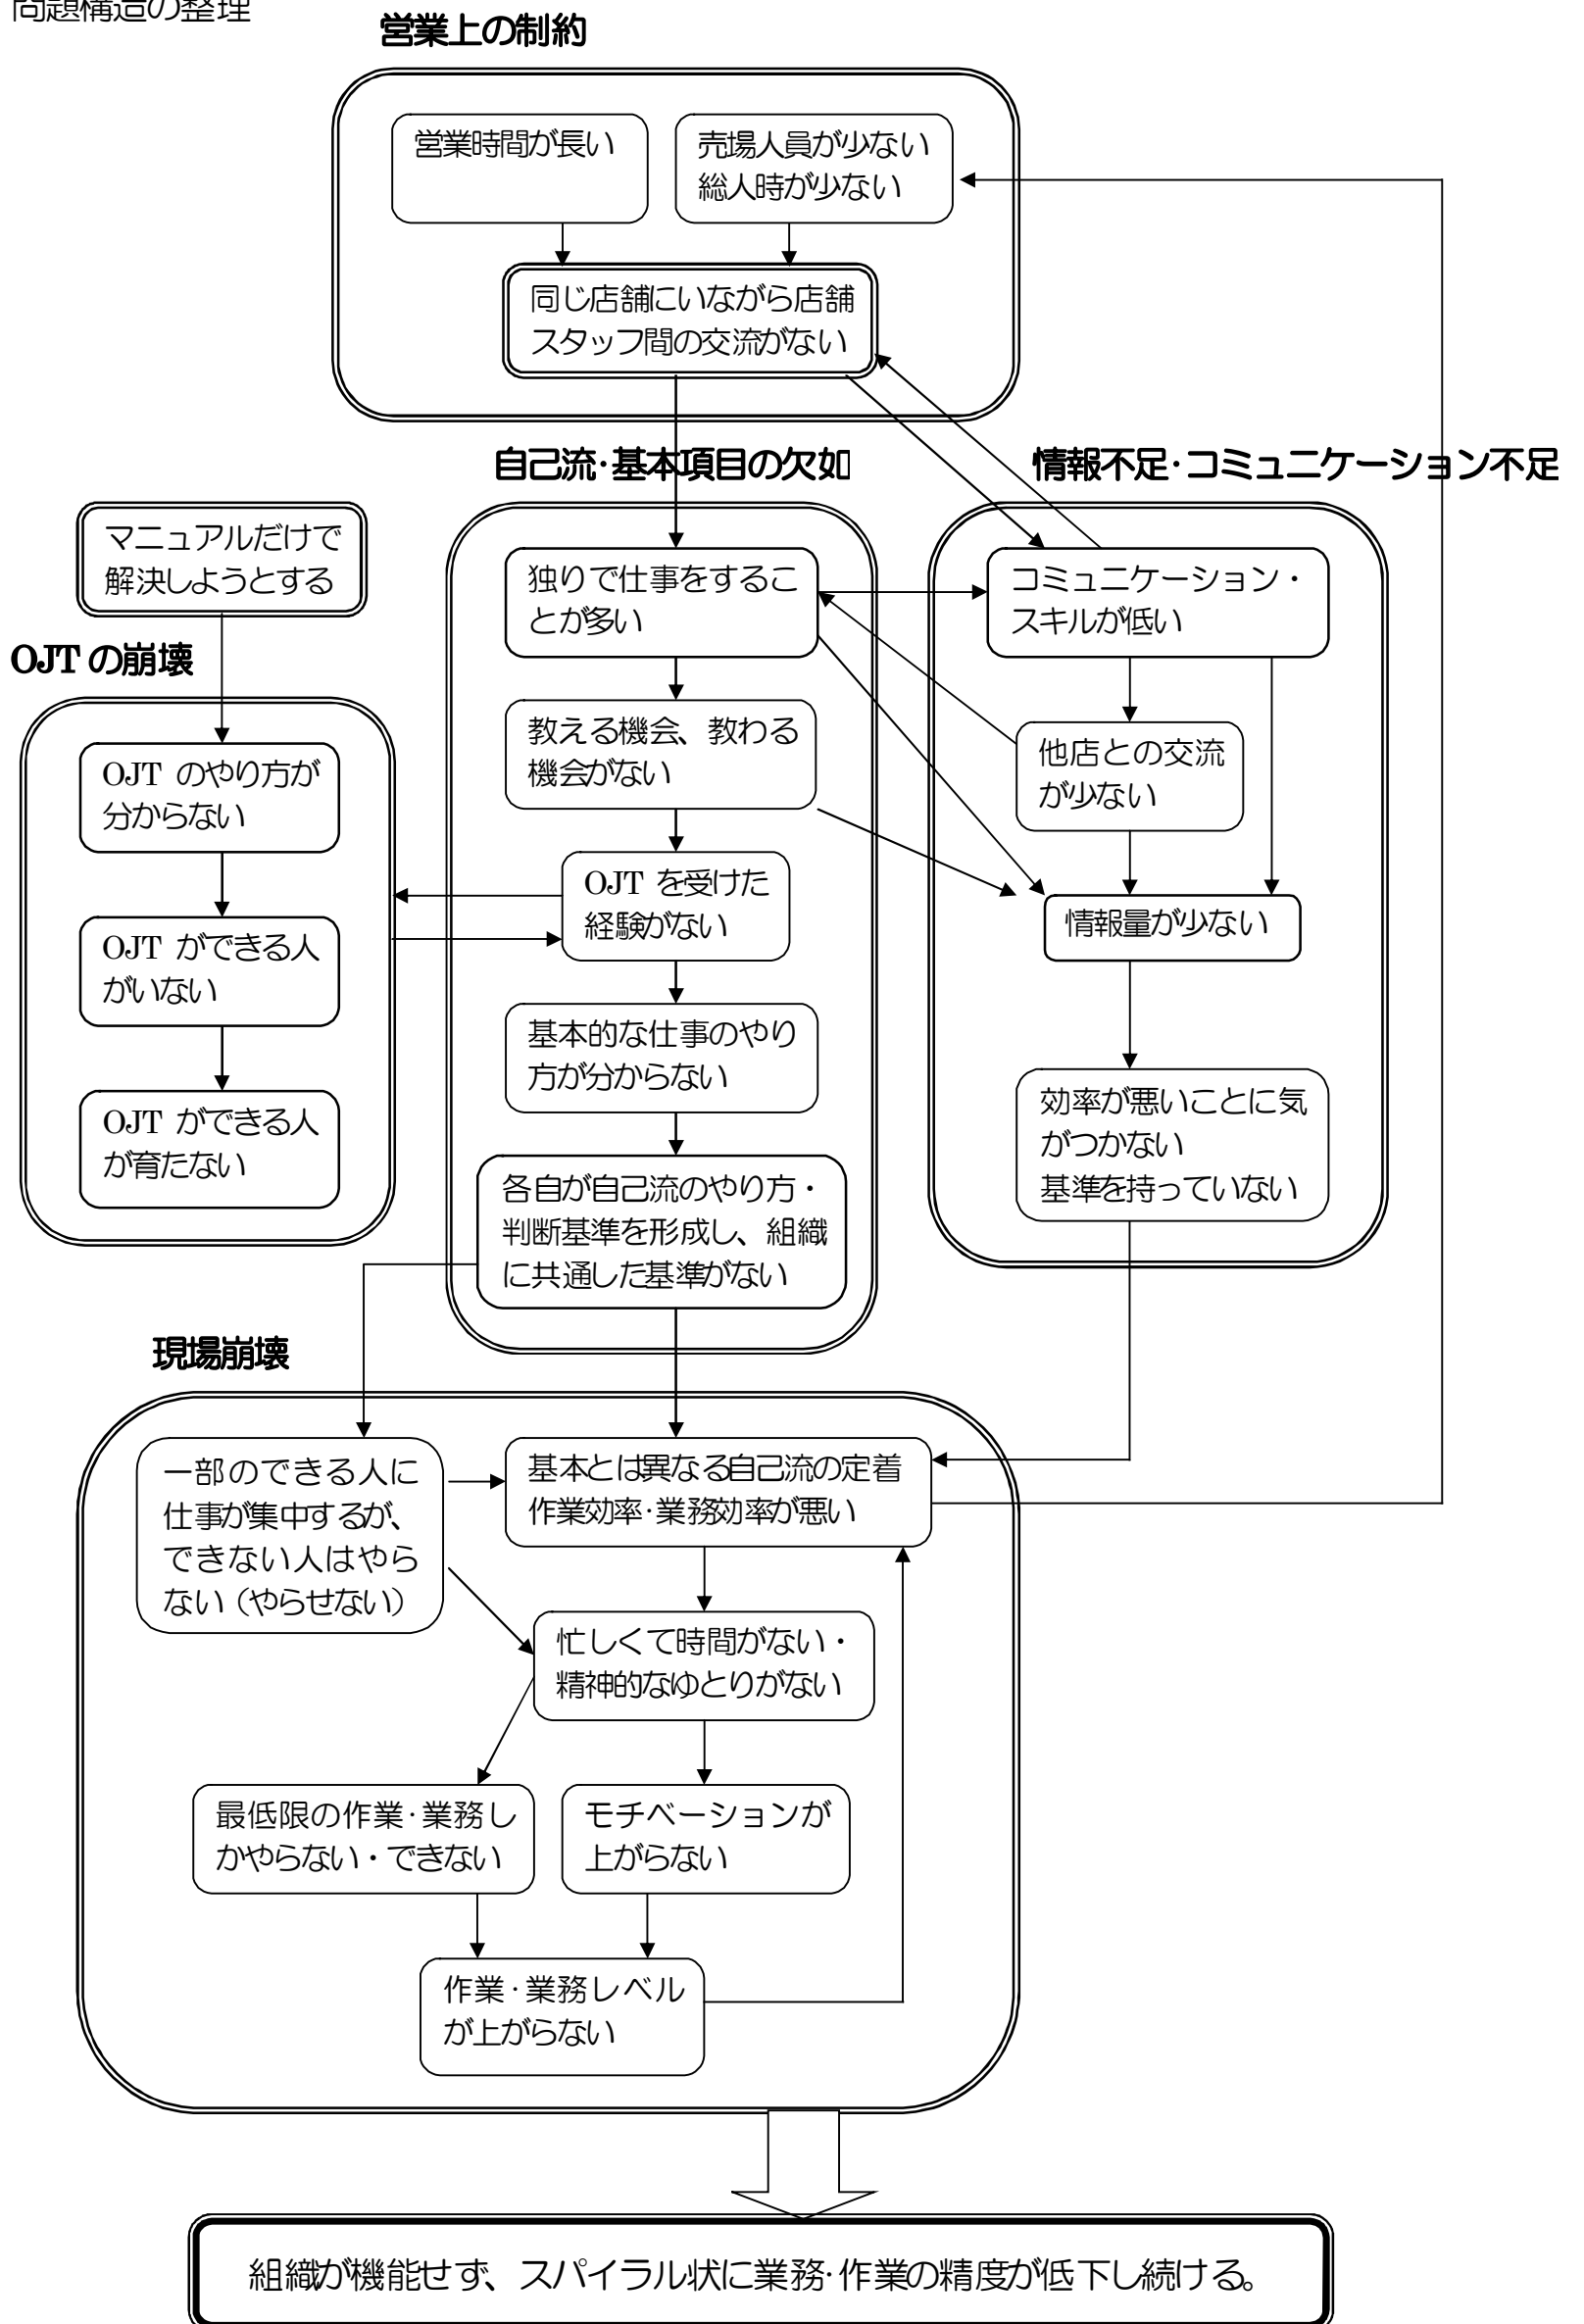 問題構造の整理
営業上の制約
営業時間が長い
売場人員が少ない
総人時が少ない
同じ店舗にいながら店舗
スタッフ間の交流がない
自己流･基本項目の欠如
情報不足･コミュニケーション不足
マニュアルだけで
解決しようとする
OJT の崩壊
OJT のやり方が
分からない
OJT ができる人
がいない
OJT ができる人
が育たない
独りで仕事をするこ
とが多い
教える機会、教わる
機会がない
OJT を受けた
経験がない
基本的な仕事のやり
方が分からない
各自が自己流のやり方・
判断基準を形成し、組織
に共通した基準がない
コミュニケーション・
スキルが低い
他店との交流
が少ない
情報量が少ない
効率が悪いことに気
がつかない
基準を持っていない
現場崩壊
一部のできる人に
仕事が集中するが、
できない人はやら
ない（やらせない）
基本とは異なる自己流の定着
作業効率･業務効率が悪い
忙しくて時間がない・
精神的なゆとりがない
最低限の作業･業務し
かやらない・できない
モチベーションが
上がらない
作業･業務レベル
が上がらない
組織が機能せず、スパイラル状に業務･作業の精度が低下し続ける。